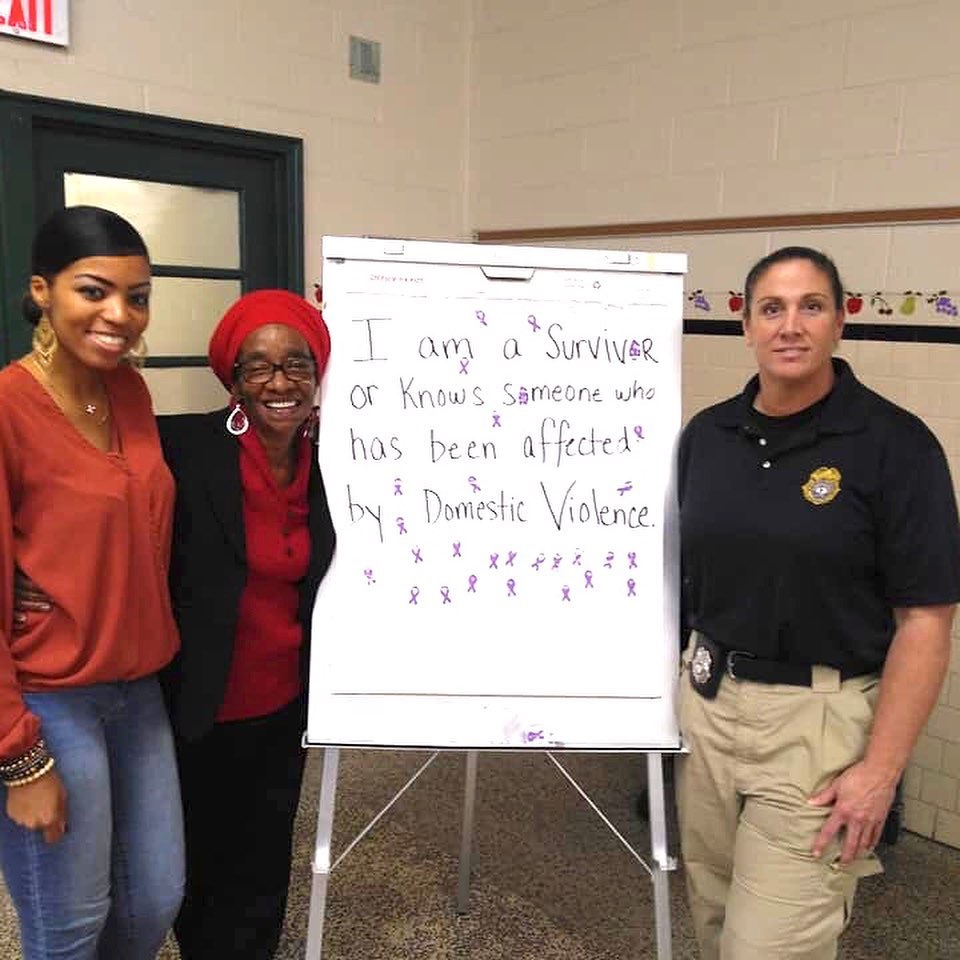 EXIT
I am a SurvivoR
or Knows someone who
has been affected
by Domestic Violence.